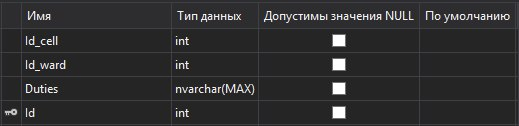 Имя Тип данных Допустимы значения NULL По умолчанию
Id_cell int
Id_ward int
Duties nvarchar(MAX)
Id int